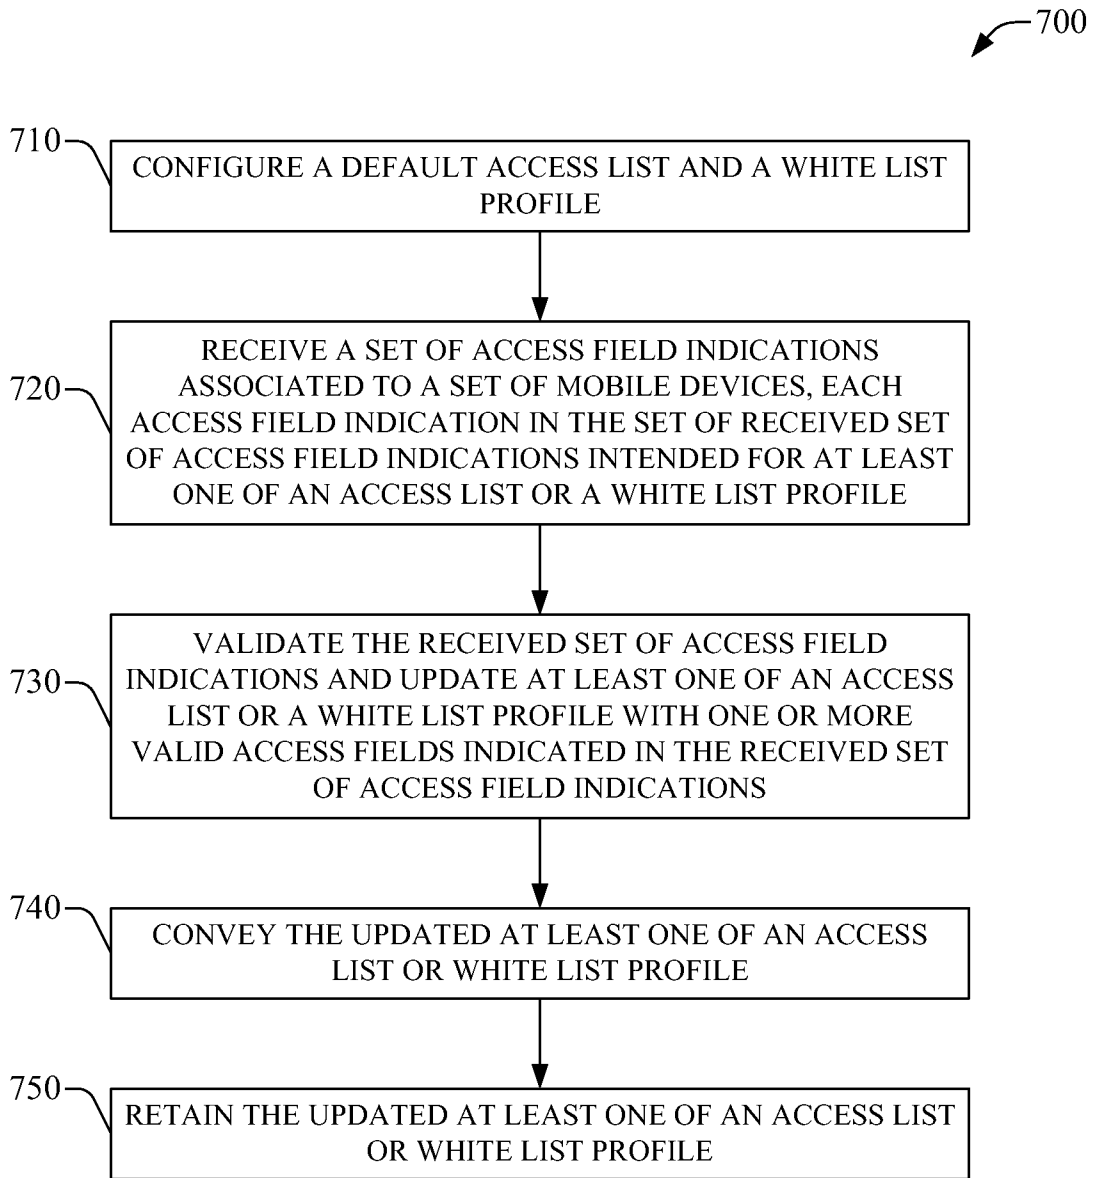 700
710
CONFIGURE A DEFAULT ACCESS LIST AND A WHITE LIST
PROFILE
720
RECEIVE A SET OF ACCESS FIELD INDICATIONS
ASSOCIATED TO A SET OF MOBILE DEVICES, EACH
ACCESS FIELD INDICATION IN THE SET OF RECEIVED SET
OF ACCESS FIELD INDICATIONS INTENDED FOR AT LEAST
ONE OF AN ACCESS LIST OR A WHITE LIST PROFILE
730
VALIDATE THE RECEIVED SET OF ACCESS FIELD
INDICATIONS AND UPDATE AT LEAST ONE OF AN ACCESS
LIST OR A WHITE LIST PROFILE WITH ONE OR MORE
VALID ACCESS FIELDS INDICATED IN THE RECEIVED SET
OF ACCESS FIELD INDICATIONS
740
CONVEY THE UPDATED AT LEAST ONE OF AN ACCESS
LIST OR WHITE LIST PROFILE
750
RETAIN THE UPDATED AT LEAST ONE OF AN ACCESS LIST
OR WHITE LIST PROFILE